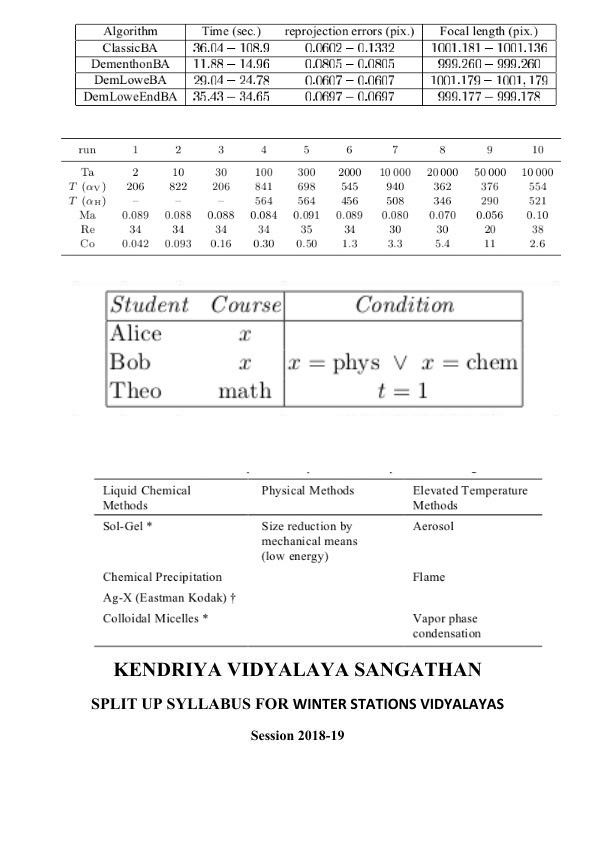 Algorithm Time (sec.) reprojection errors (pix.) Focal length (pix.)
ClassicBA 36.04 − 108.9 0.0602 − 0.1332 1001.181 − 1001.136
DementhonBA 11.88 − 14.96 0.0805 − 0.0805 999.260 − 999.260
DemLoweBA 29.04 − 24.78 0.0607 − 0.0607 1001.179 − 1001.179
DemLoweEndBA 35.43 − 34.65 0.0697 − 0.0697 999.177 − 999.178
run 1 2 3 4 5 6 7 8 9 10
Ta 2 10 30 100 300 2000 10 000 20 000 50 000 10 000
T (αV) 206 822 206 841 698 545 940 362 376 554
T (αH) – – – 564 564 456 508 346 290 521
Ma 0.089 0.088 0.088 0.084 0.091 0.089 0.080 0.070 0.056 0.10
Re 34 34 34 34 35 34 30 30 20 38
Co 0.042 0.093 0.16 0.30 0.50 1.3 3.3 5.4 11 2.6
Student Course Condition
Alice x
Bob x x = phys ∨ x = chem
Theo math t = 1
Liquid Chemical Physical Methods Elevated Temperature
Methods Methods
Sol-Gel * Size reduction by Aerosol
mechanical means
(low energy)
Chemical Precipitation Flame
Ag-X (Eastman Kodak) †
Colloidal Micelles * Vapor phase
condensation
KENDRIYA VIDYALAYA SANGATHAN
SPLIT UP SYLLABUS FOR WINTER STATIONS VIDYALAYAS
Session 2018-19